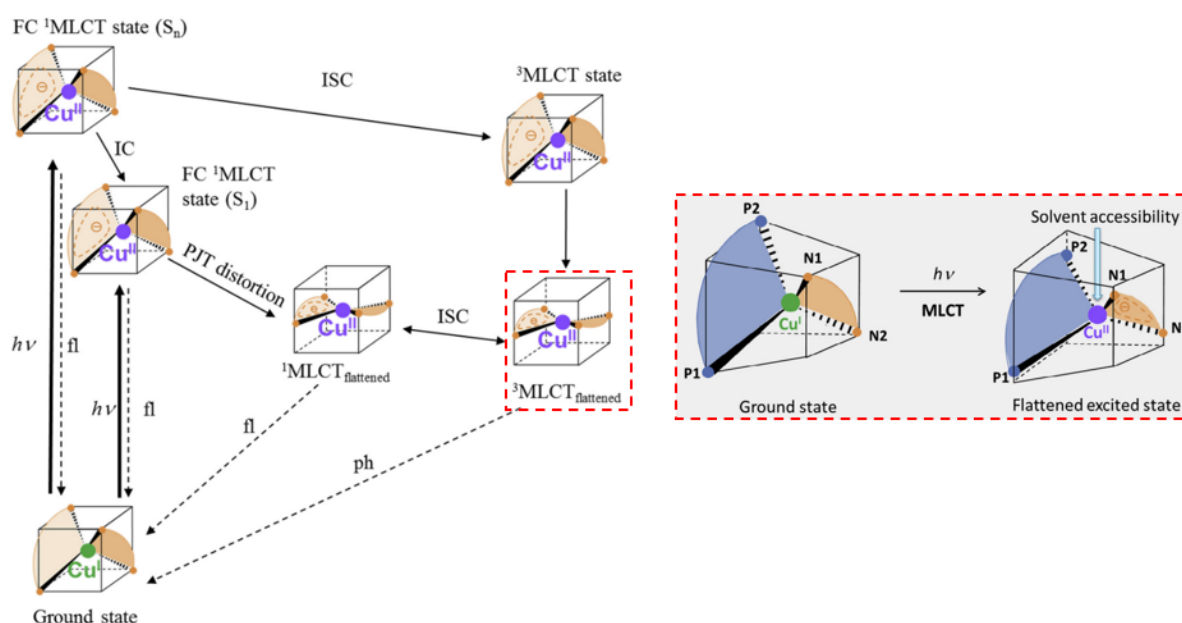 FC ¹MLCT state (Sₙ)
Cuᴵᴵ
ISC
³MLCT state
Cuᴵᴵ
IC
FC ¹MLCT
state (S₁)
Cuᴵᴵ
PJT distortion
hν
fl
hν
fl
Cuᴵᴵ
¹MLCT_flattened
ISC
Cuᴵᴵ
³MLCT_flattened
fl
ph
Cuᴵ
Ground state
P2
N1
Cuᴵ
N2
P1
Ground state
hν
MLCT
Solvent accessibility
P2
N1
Cuᴵᴵ
N
P1
Flattened excited state